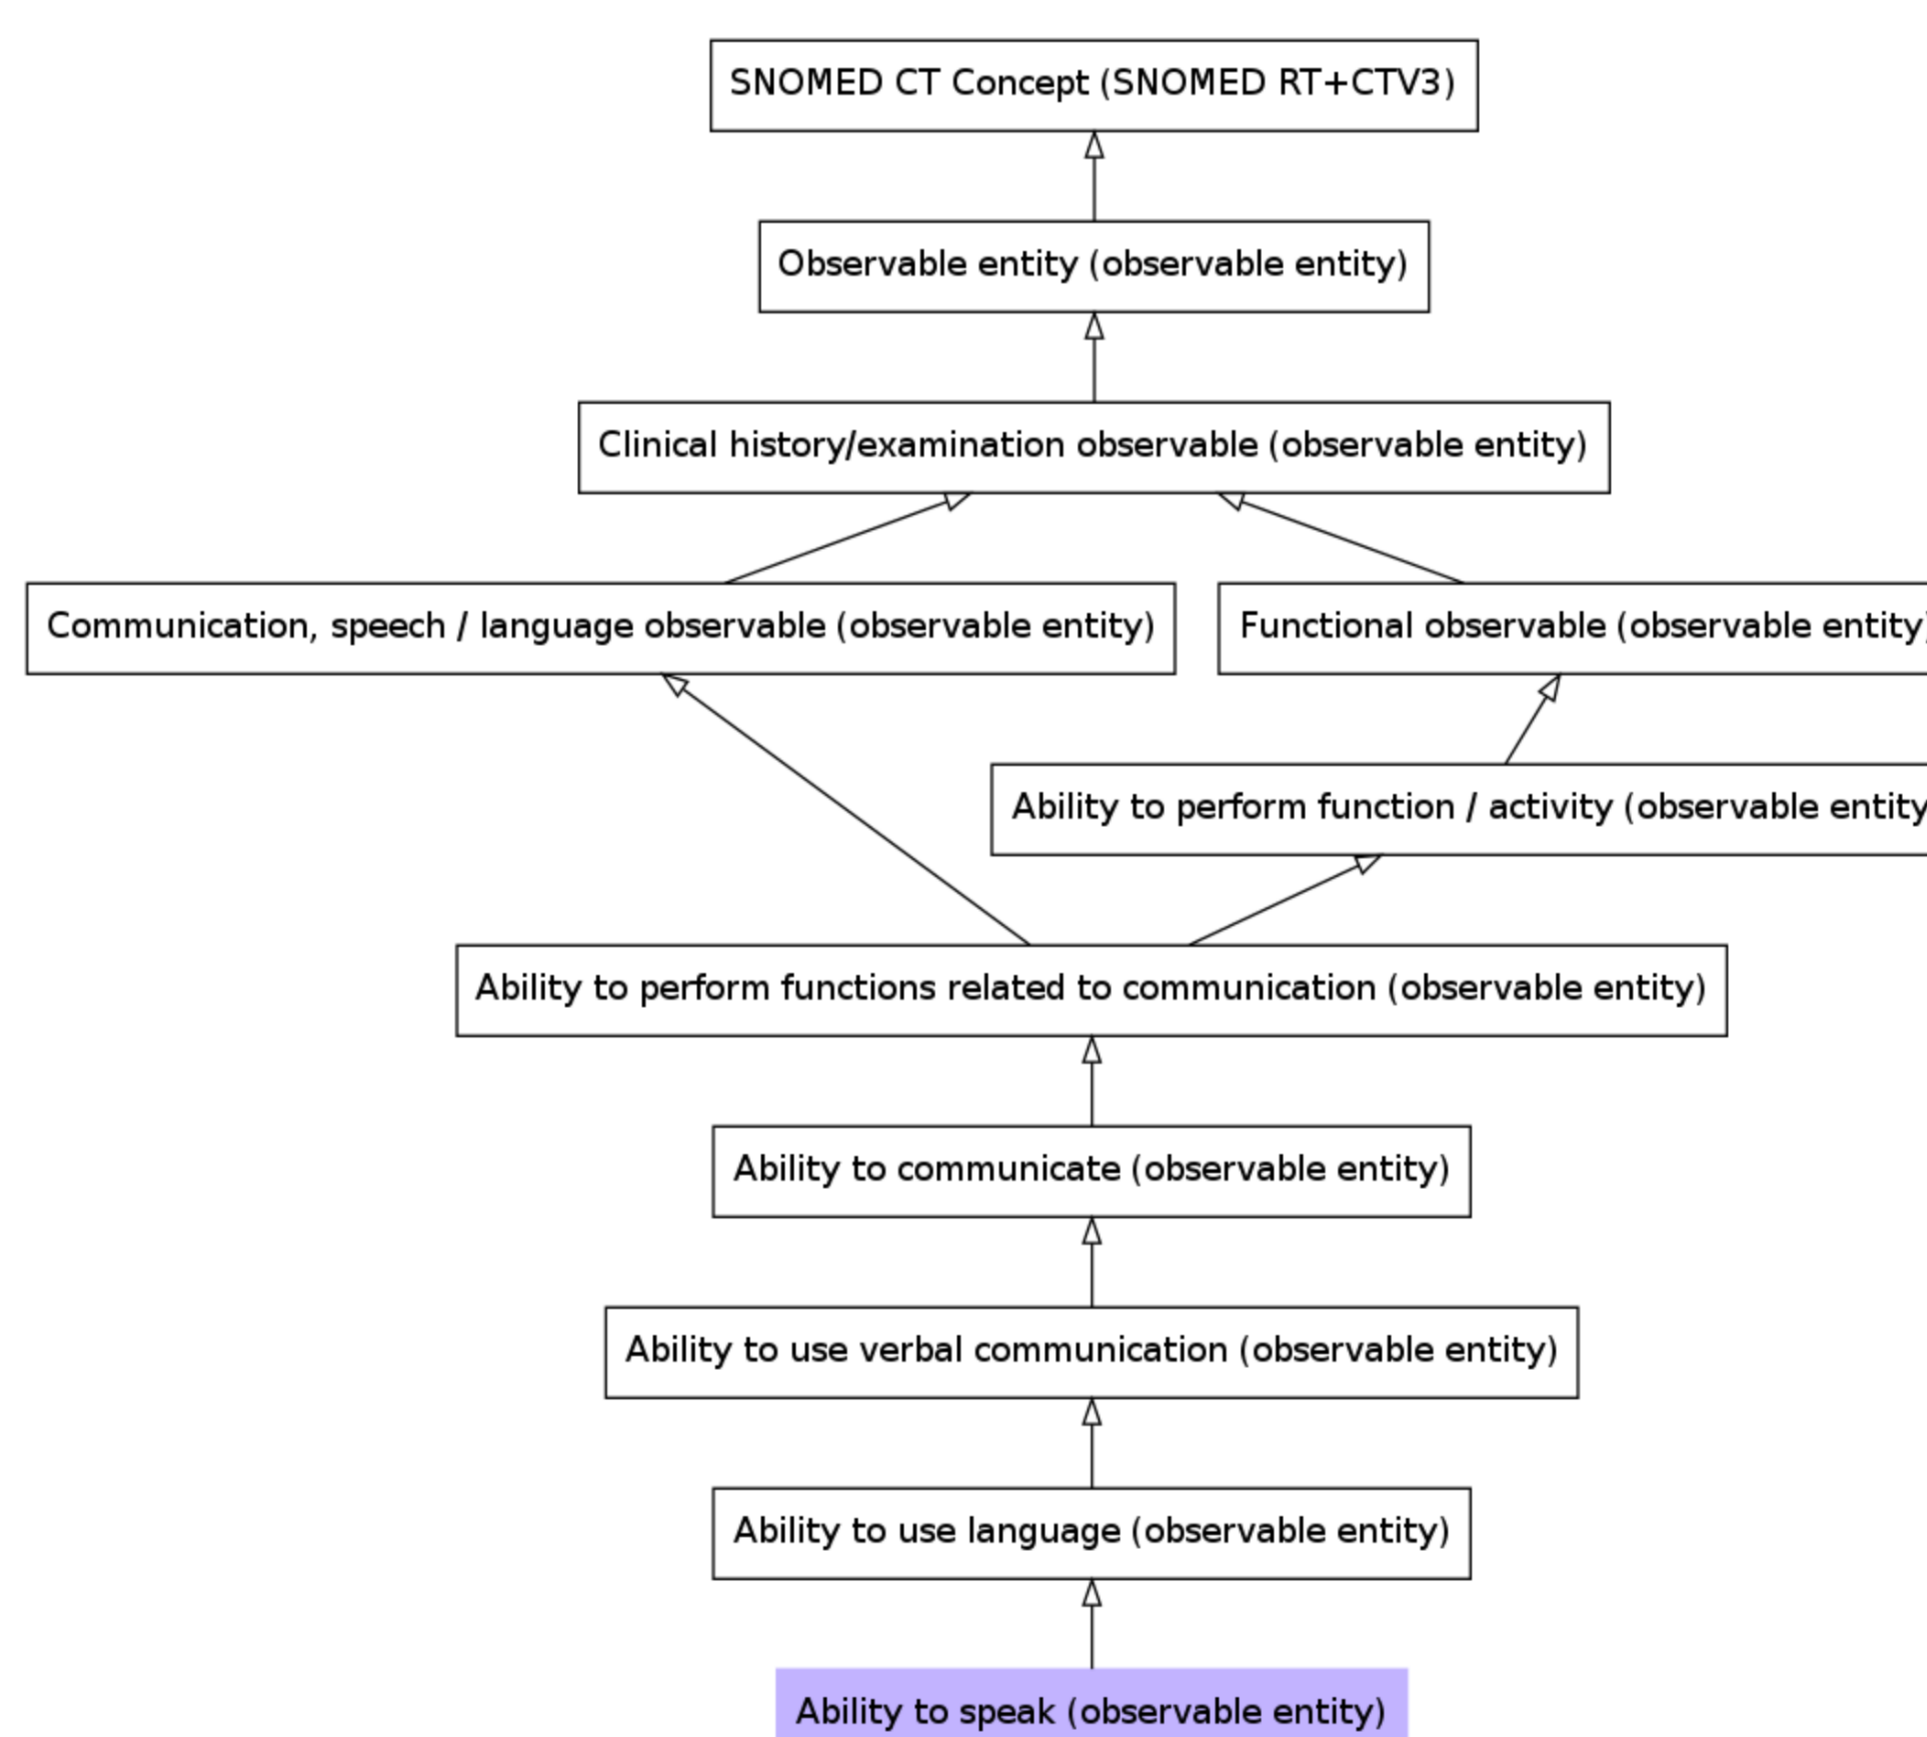 SNOMED CT Concept (SNOMED RT+CTV3)
Observable entity (observable entity)
Clinical history/examination observable (observable entity)
Communication, speech / language observable (observable entity)
Functional observable (observable entity)
Ability to perform function / activity (observable entity
Ability to perform functions related to communication (observable entity)
Ability to communicate (observable entity)
Ability to use verbal communication (observable entity)
Ability to use language (observable entity)
Ability to speak (observable entity)